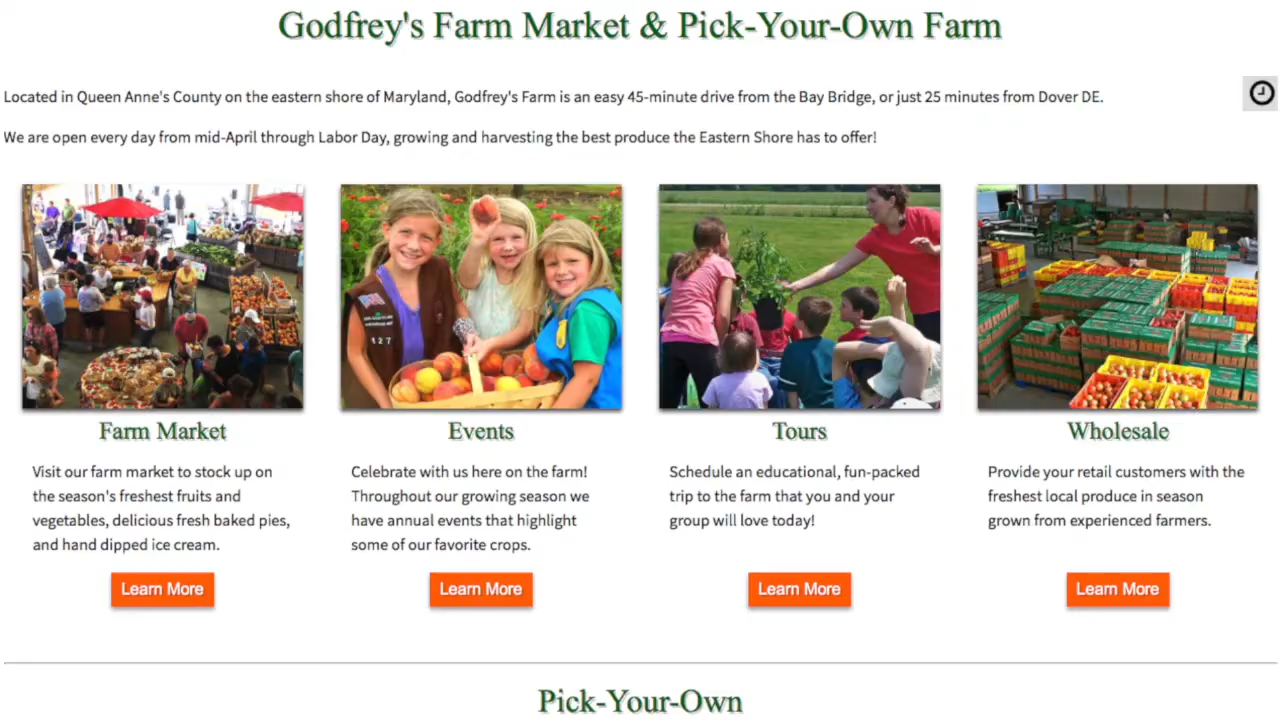 Godfrey's Farm Market & Pick-Your-Own Farm
Located in Queen Anne's County on the eastern shore of Maryland, Godfrey's Farm is an easy 45-minute drive from the Bay Bridge, or just 25 minutes from Dover DE.
We are open every day from mid-April through Labor Day, growing and harvesting the best produce the Eastern Shore has to offer!
Farm Market
Visit our farm market to stock up on
the season's freshest fruits and
vegetables, delicious fresh baked pies,
and hand dipped ice cream.
Learn More
Events
Celebrate with us here on the farm!
Throughout our growing season we
have annual events that highlight
some of our favorite crops.
Learn More
Tours
Schedule an educational, fun-packed
trip to the farm that you and your
group will love today!
Learn More
Wholesale
Provide your retail customers with the
freshest local produce in season
grown from experienced farmers.
Learn More
Pick-Your-Own